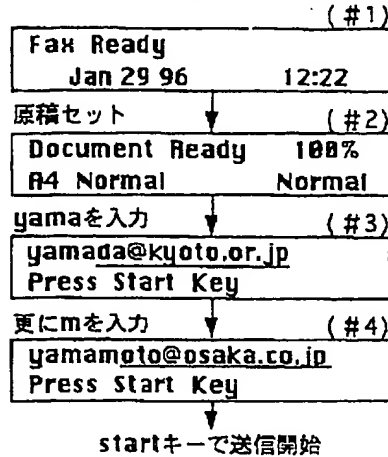 (#1)
Fax Ready
Jan 29 96 12:22
原稿セット (#2)
Document Ready 100%
A4 Normal Normal
yamaを入力 (#3)
yamada@kyoto.or.jp
Press Start Key
更にmを入力 (#4)
yamamoto@osaka.co.jp
Press Start Key
startキーで送信開始